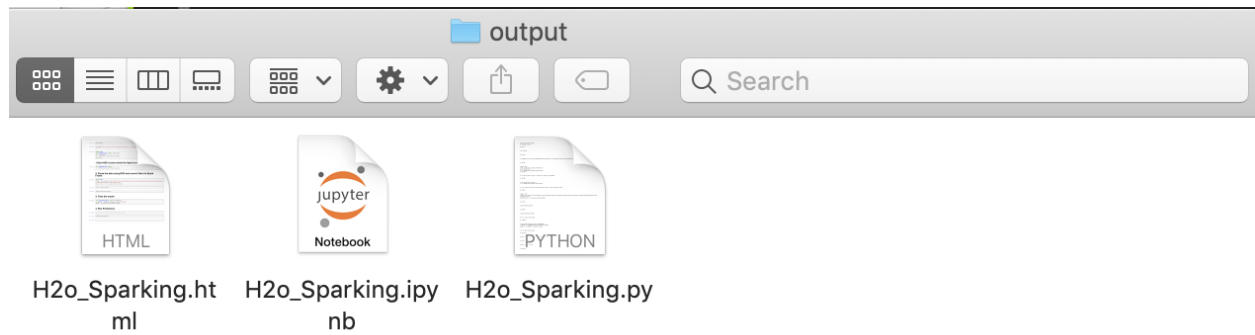 output
Search
HTML
jupyter
Notebook
PYTHON
H2o_Sparking.ht
ml
H2o_Sparking.ipy
nb
H2o_Sparking.py